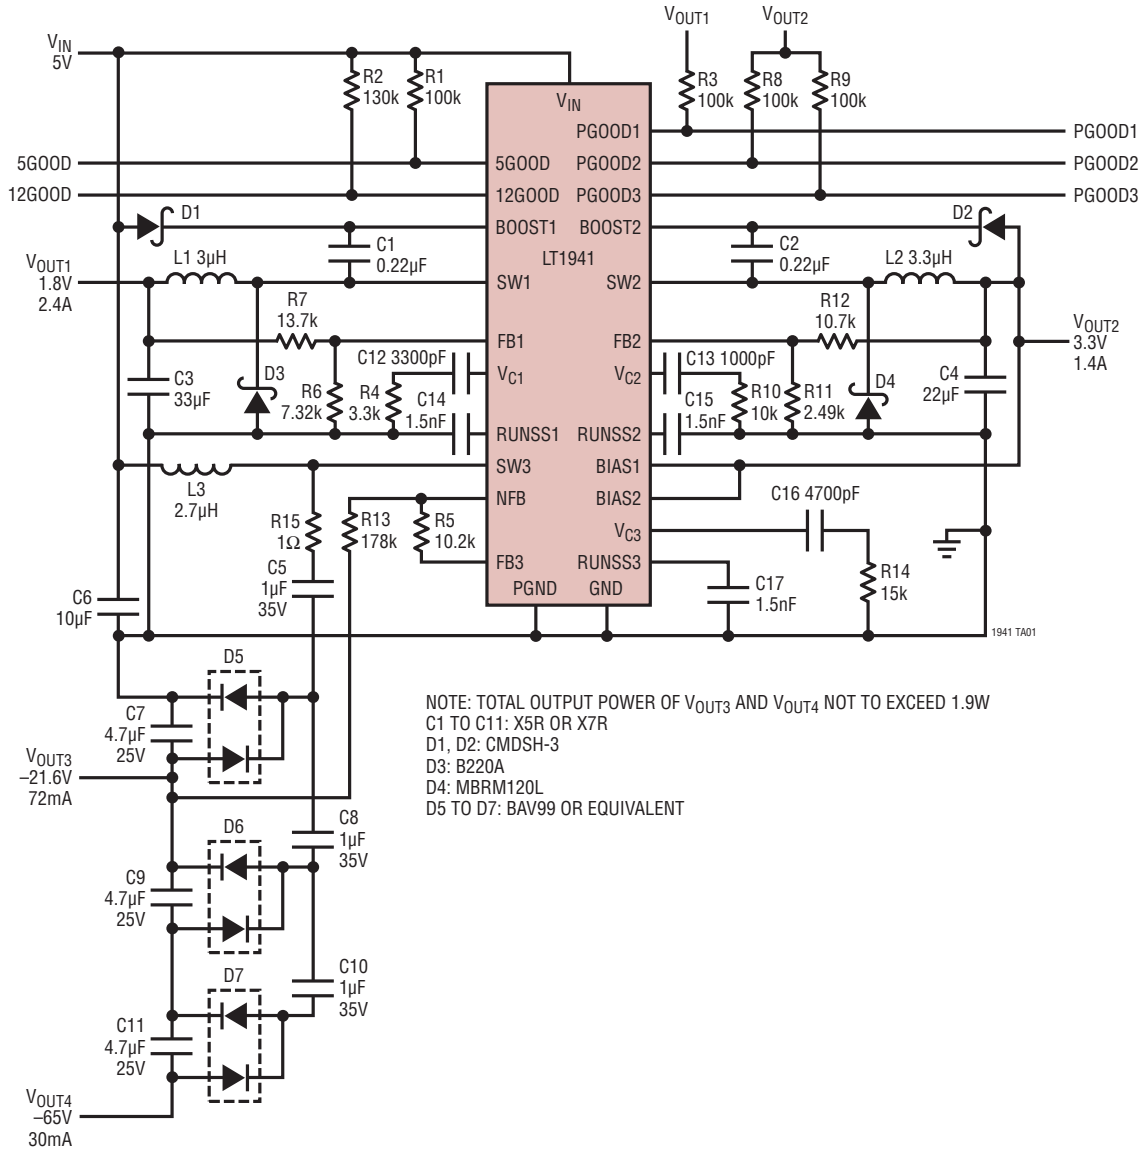 VOUT1
VOUT2
VIN
5V
R2
130k
R1
100k
R3
100k
R8
100k
R9
100k
VIN
PGOOD1
PGOOD1
5GOOD
5GOOD
PGOOD2
PGOOD2
12GOOD
12GOOD
PGOOD3
PGOOD3
D1
BOOST1
BOOST2
D2
C1
0.22µF
LT1941
C2
0.22µF
VOUT1
1.8V
2.4A
L1 3µH
SW1
SW2
L2 3.3µH
R7
13.7k
R12
10.7k
FB1
FB2
VOUT2
3.3V
1.4A
C12 3300pF
VC1
VC2
C13 1000pF
C3
33µF
D3
R6
7.32k
R4
3.3k
C14
1.5nF
C15
1.5nF
R10
10k
R11
2.49k
D4
C4
22µF
RUNSS1
RUNSS2
L3
2.7µH
SW3
BIAS1
NFB
BIAS2
C16 4700pF
R15
1Ω
R13
178k
R5
10.2k
VC3
FB3
RUNSS3
C5
1µF
35V
R14
15k
C6
10µF
PGND
GND
C17
1.5nF
1941 TA01
D5
C7
4.7µF
25V
VOUT3
–21.6V
72mA
NOTE: TOTAL OUTPUT POWER OF VOUT3 AND VOUT4 NOT TO EXCEED 1.9W
C1 TO C11: X5R OR X7R
D1, D2: CMDSH-3
D3: B220A
D4: MBRM120L
D5 TO D7: BAV99 OR EQUIVALENT
D6
C8
1µF
35V
C9
4.7µF
25V
D7
C10
1µF
35V
C11
4.7µF
25V
VOUT4
–65V
30mA